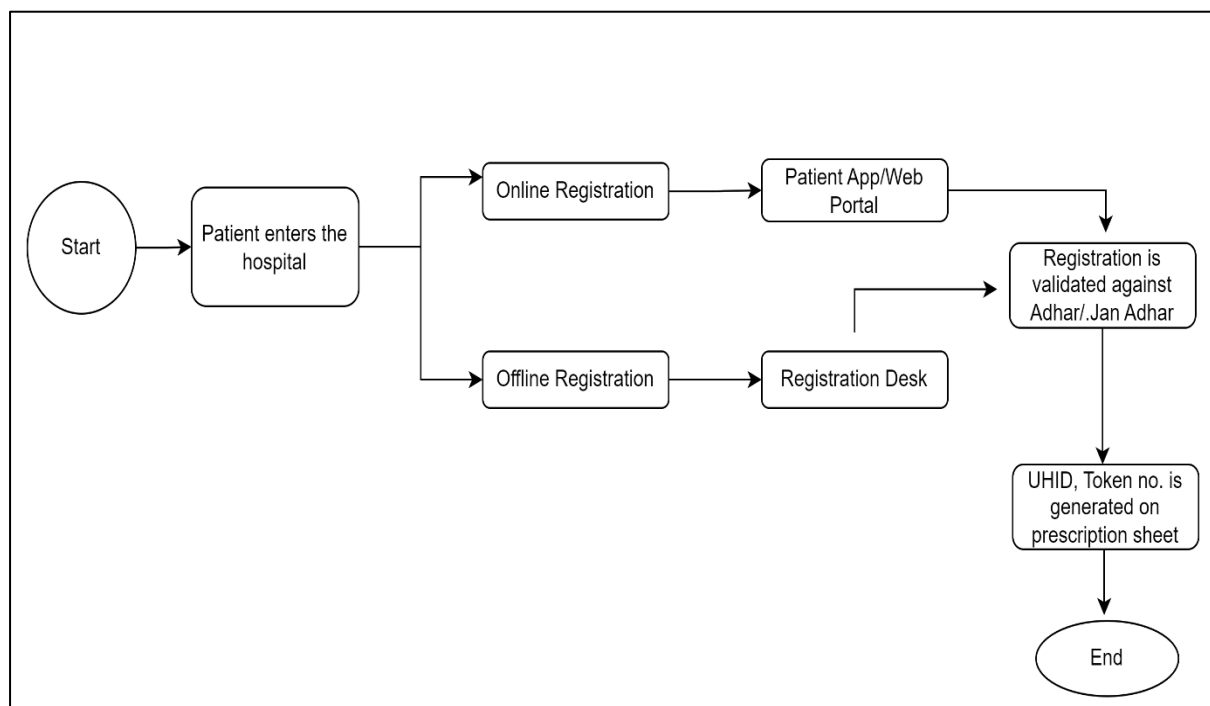 Start
Patient enters the
hospital
Online Registration
Patient App/Web
Portal
Offline Registration
Registration Desk
Registration is
validated against
Adhar/.Jan Adhar
UHID, Token no. is
generated on
prescription sheet
End